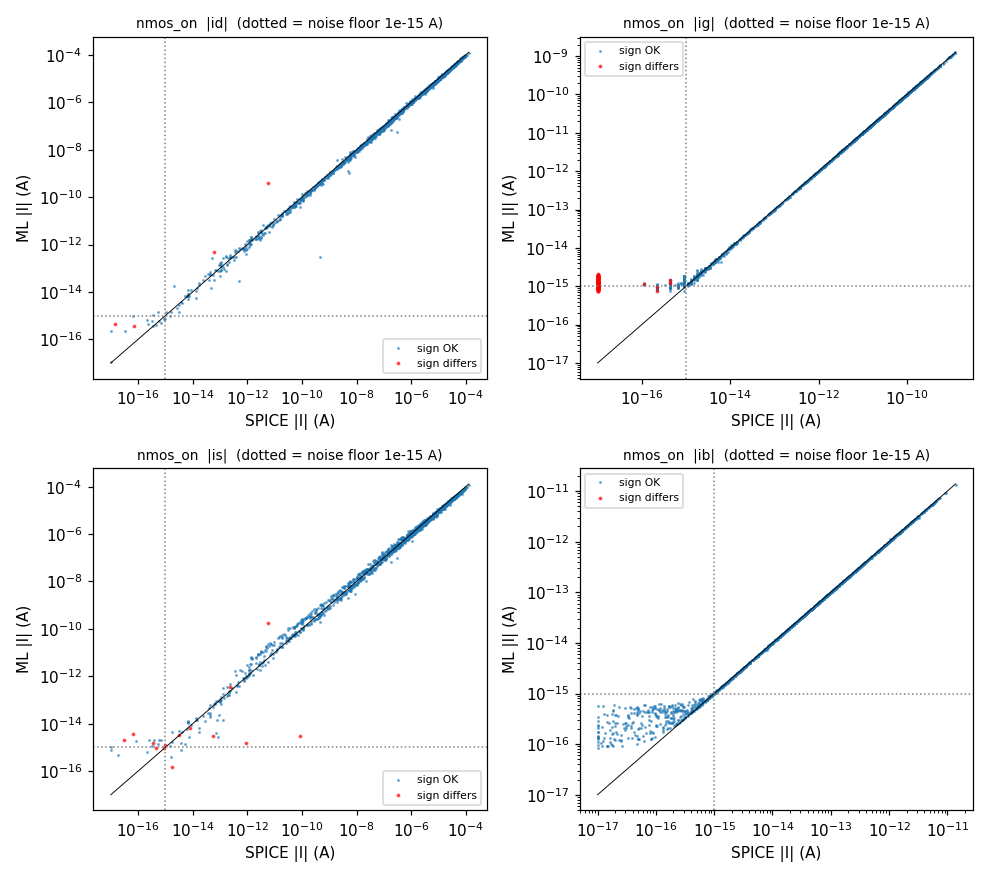 nmos_on |id| (dotted = noise floor 1e-15 A)
ML |I| (A)
10⁻⁴
10⁻⁶
10⁻⁸
10⁻¹⁰
10⁻¹²
10⁻¹⁴
10⁻¹⁶
sign OK
sign differs
10⁻¹⁶ 10⁻¹⁴ 10⁻¹² 10⁻¹⁰ 10⁻⁸ 10⁻⁶ 10⁻⁴
SPICE |I| (A)
nmos_on |ig| (dotted = noise floor 1e-15 A)
sign OK
sign differs
ML |I| (A)
10⁻⁹
10⁻¹⁰
10⁻¹¹
10⁻¹²
10⁻¹³
10⁻¹⁴
10⁻¹⁵
10⁻¹⁶
10⁻¹⁷
10⁻¹⁶ 10⁻¹⁴ 10⁻¹² 10⁻¹⁰
SPICE |I| (A)
nmos_on |is| (dotted = noise floor 1e-15 A)
ML |I| (A)
10⁻⁴
10⁻⁶
10⁻⁸
10⁻¹⁰
10⁻¹²
10⁻¹⁴
10⁻¹⁶
sign OK
sign differs
10⁻¹⁶ 10⁻¹⁴ 10⁻¹² 10⁻¹⁰ 10⁻⁸ 10⁻⁶ 10⁻⁴
SPICE |I| (A)
nmos_on |ib| (dotted = noise floor 1e-15 A)
sign OK
sign differs
ML |I| (A)
10⁻¹¹
10⁻¹²
10⁻¹³
10⁻¹⁴
10⁻¹⁵
10⁻¹⁶
10⁻¹⁷
10⁻¹⁷ 10⁻¹⁶ 10⁻¹⁵ 10⁻¹⁴ 10⁻¹³ 10⁻¹² 10⁻¹¹
SPICE |I| (A)